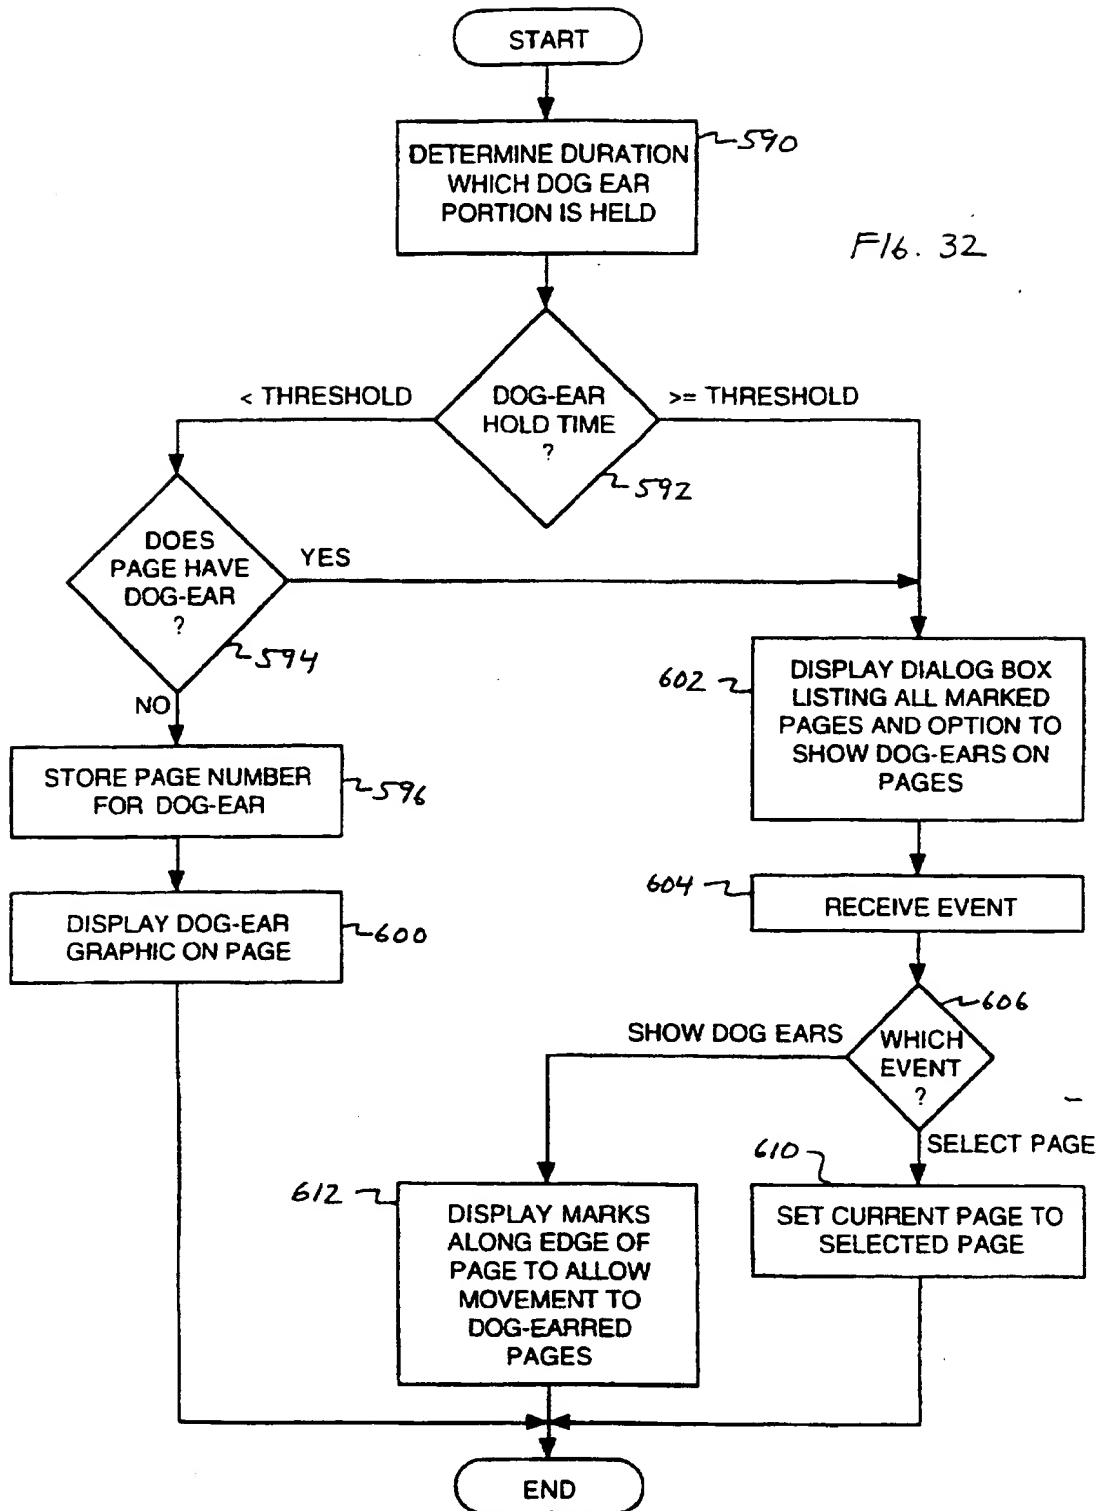 START
DETERMINE DURATION
WHICH DOG EAR
PORTION IS HELD
590
FIG. 32
< THRESHOLD
DOG-EAR
HOLD TIME
?
>= THRESHOLD
592
DOES
PAGE HAVE
DOG-EAR
?
YES
594
NO
602
DISPLAY DIALOG BOX
LISTING ALL MARKED
PAGES AND OPTION TO
SHOW DOG-EARS ON
PAGES
STORE PAGE NUMBER
FOR DOG-EAR
596
604
RECEIVE EVENT
DISPLAY DOG-EAR
GRAPHIC ON PAGE
600
606
SHOW DOG EARS
WHICH
EVENT
?
SELECT PAGE
610
612
DISPLAY MARKS
ALONG EDGE OF
PAGE TO ALLOW
MOVEMENT TO
DOG-EARRED
PAGES
SET CURRENT PAGE TO
SELECTED PAGE
END